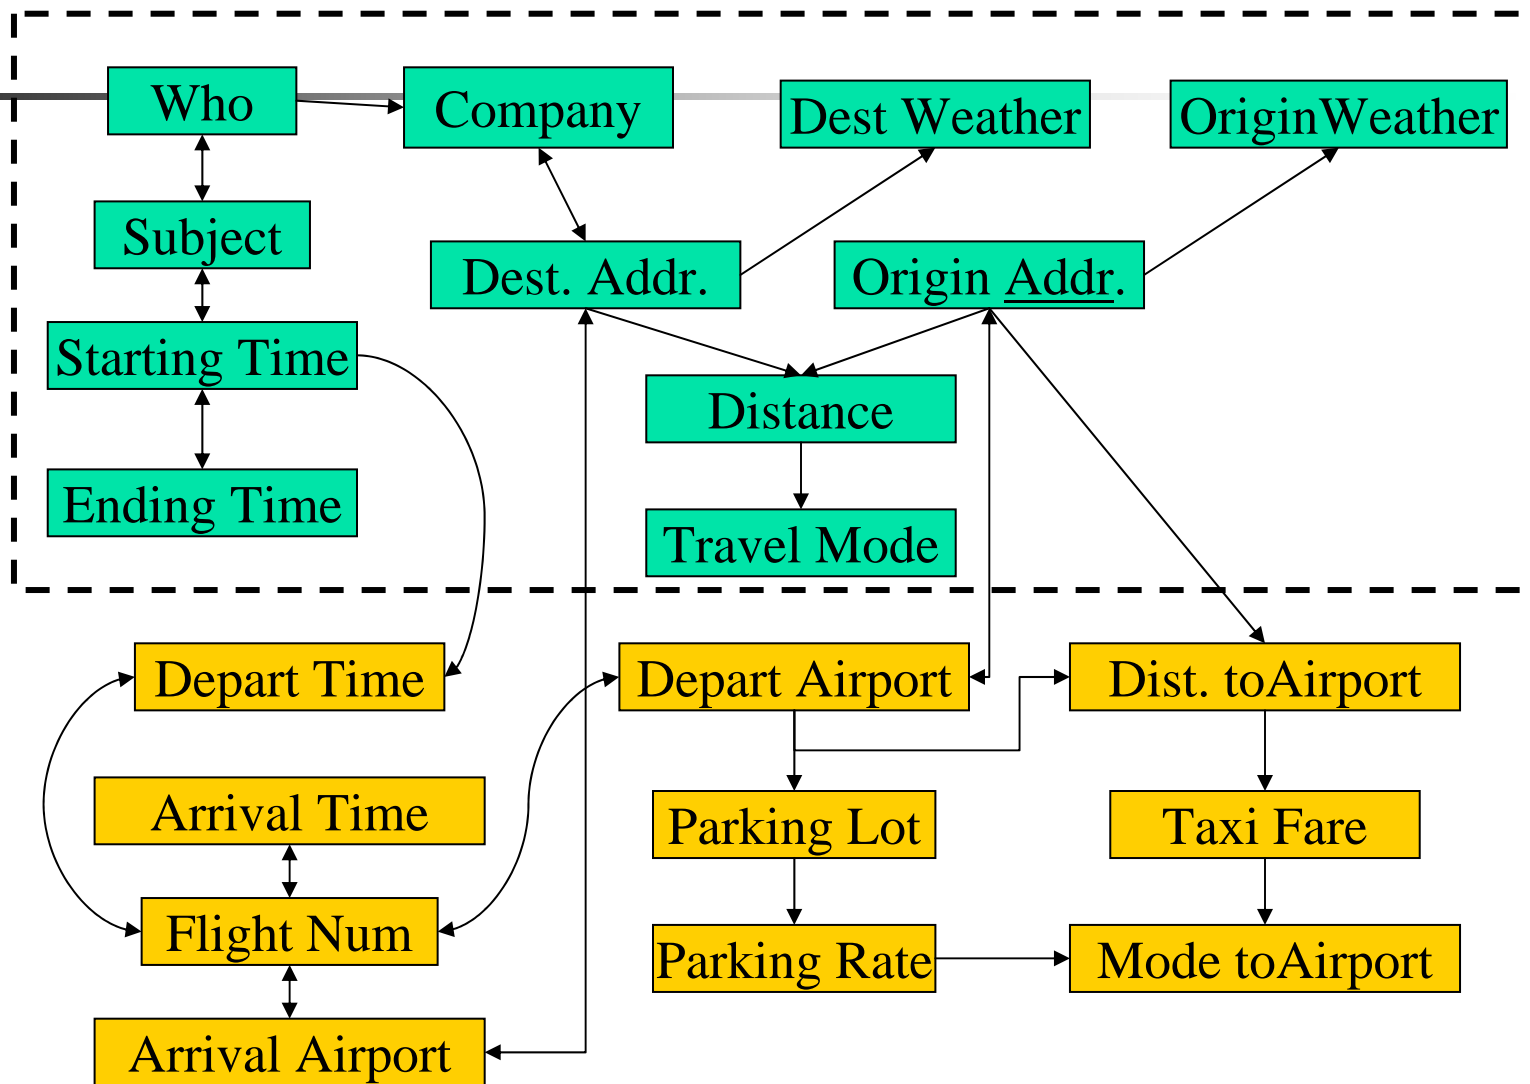 Who
Company
Dest Weather
OriginWeather
Subject
Dest. Addr.
Origin Addr.
Starting Time
Distance
Ending Time
Travel Mode
Depart Time
Depart Airport
Dist. toAirport
Arrival Time
Parking Lot
Taxi Fare
Flight Num
Parking Rate
Mode toAirport
Arrival Airport